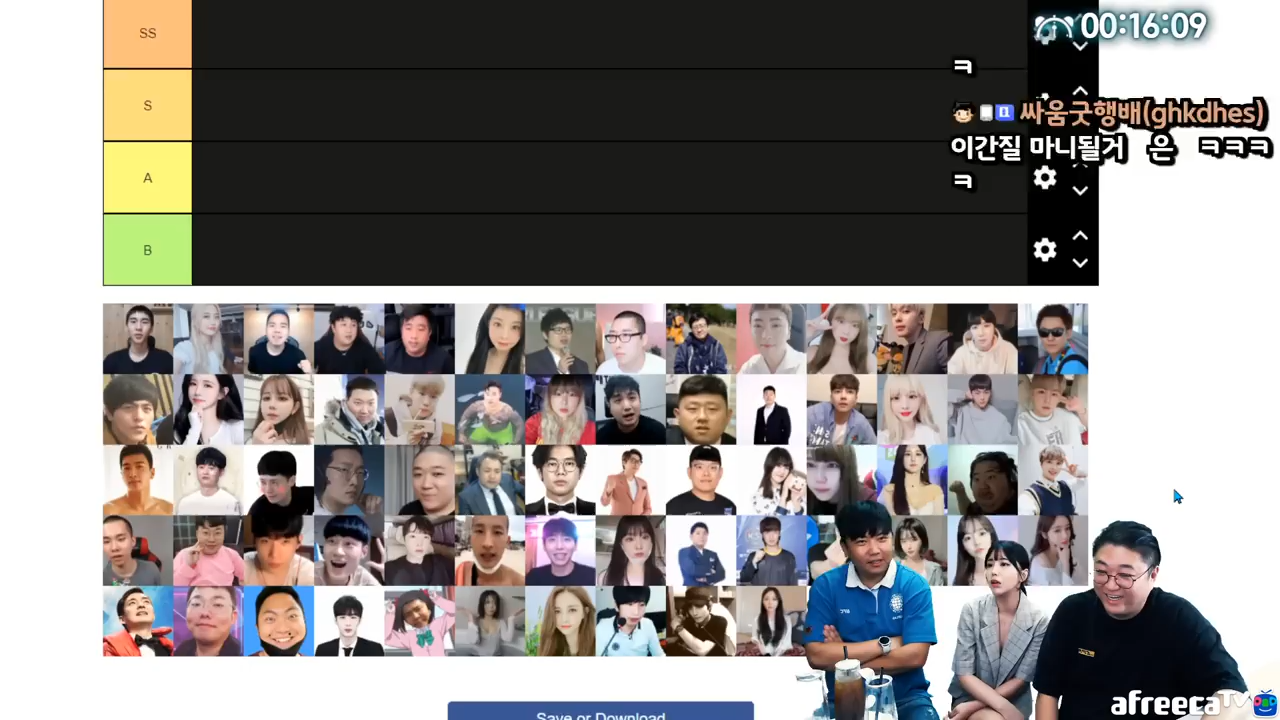 SS
00:16:09
ㅋ
S
싸움굿행배(ghkdhes)
이간질 마니될거 은 ㅋㅋㅋ
ㅋ
A
B
Save or Download
afreecaTV